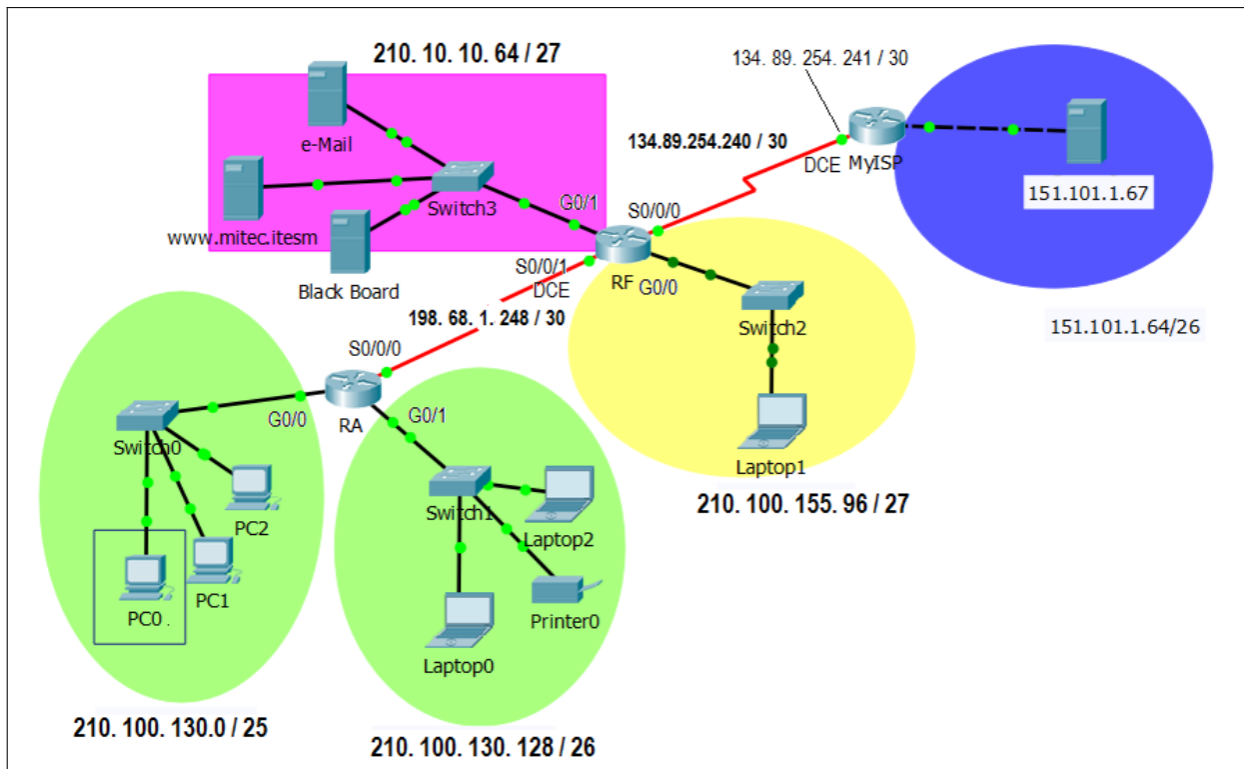 210. 10. 10. 64 / 27
134. 89. 254. 241 / 30
e-Mail
134.89.254.240 / 30
DCE
MyISP
Switch3
G0/1
151.101.1.67
www.mitec.itesm
S0/0/0
S0/0/1
RF
DCE
G0/0
Black Board
Switch2
198. 68. 1. 248 / 30
151.101.1.64/26
S0/0/0
G0/0
RA
G0/1
Switch0
Laptop1
210. 100. 155. 96 / 27
Switch1
PC2
Laptop2
PC1
PC0 .
Printer0
Laptop0
210. 100. 130.0 / 25
210. 100. 130. 128 / 26